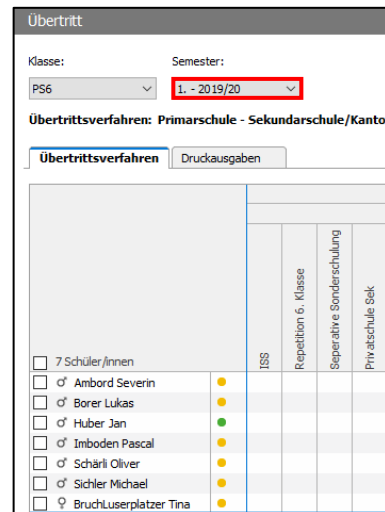 Übertritt
Klasse: Semester:
PS6 1. - 2019/20
Übertrittsverfahren: Primarschule - Sekundarschule/Kanto
Übertrittsverfahren Druckausgaben
ISS
Repetition 6. Klasse
Seperative Sonderschulung
Privatschule Sek
7 Schüler/innen
♂ Ambord Severin
♂ Borer Lukas
♂ Huber Jan
♂ Imboden Pascal
♂ Schärli Oliver
♂ Sichler Michael
♀ BruchLuserplatzer Tina